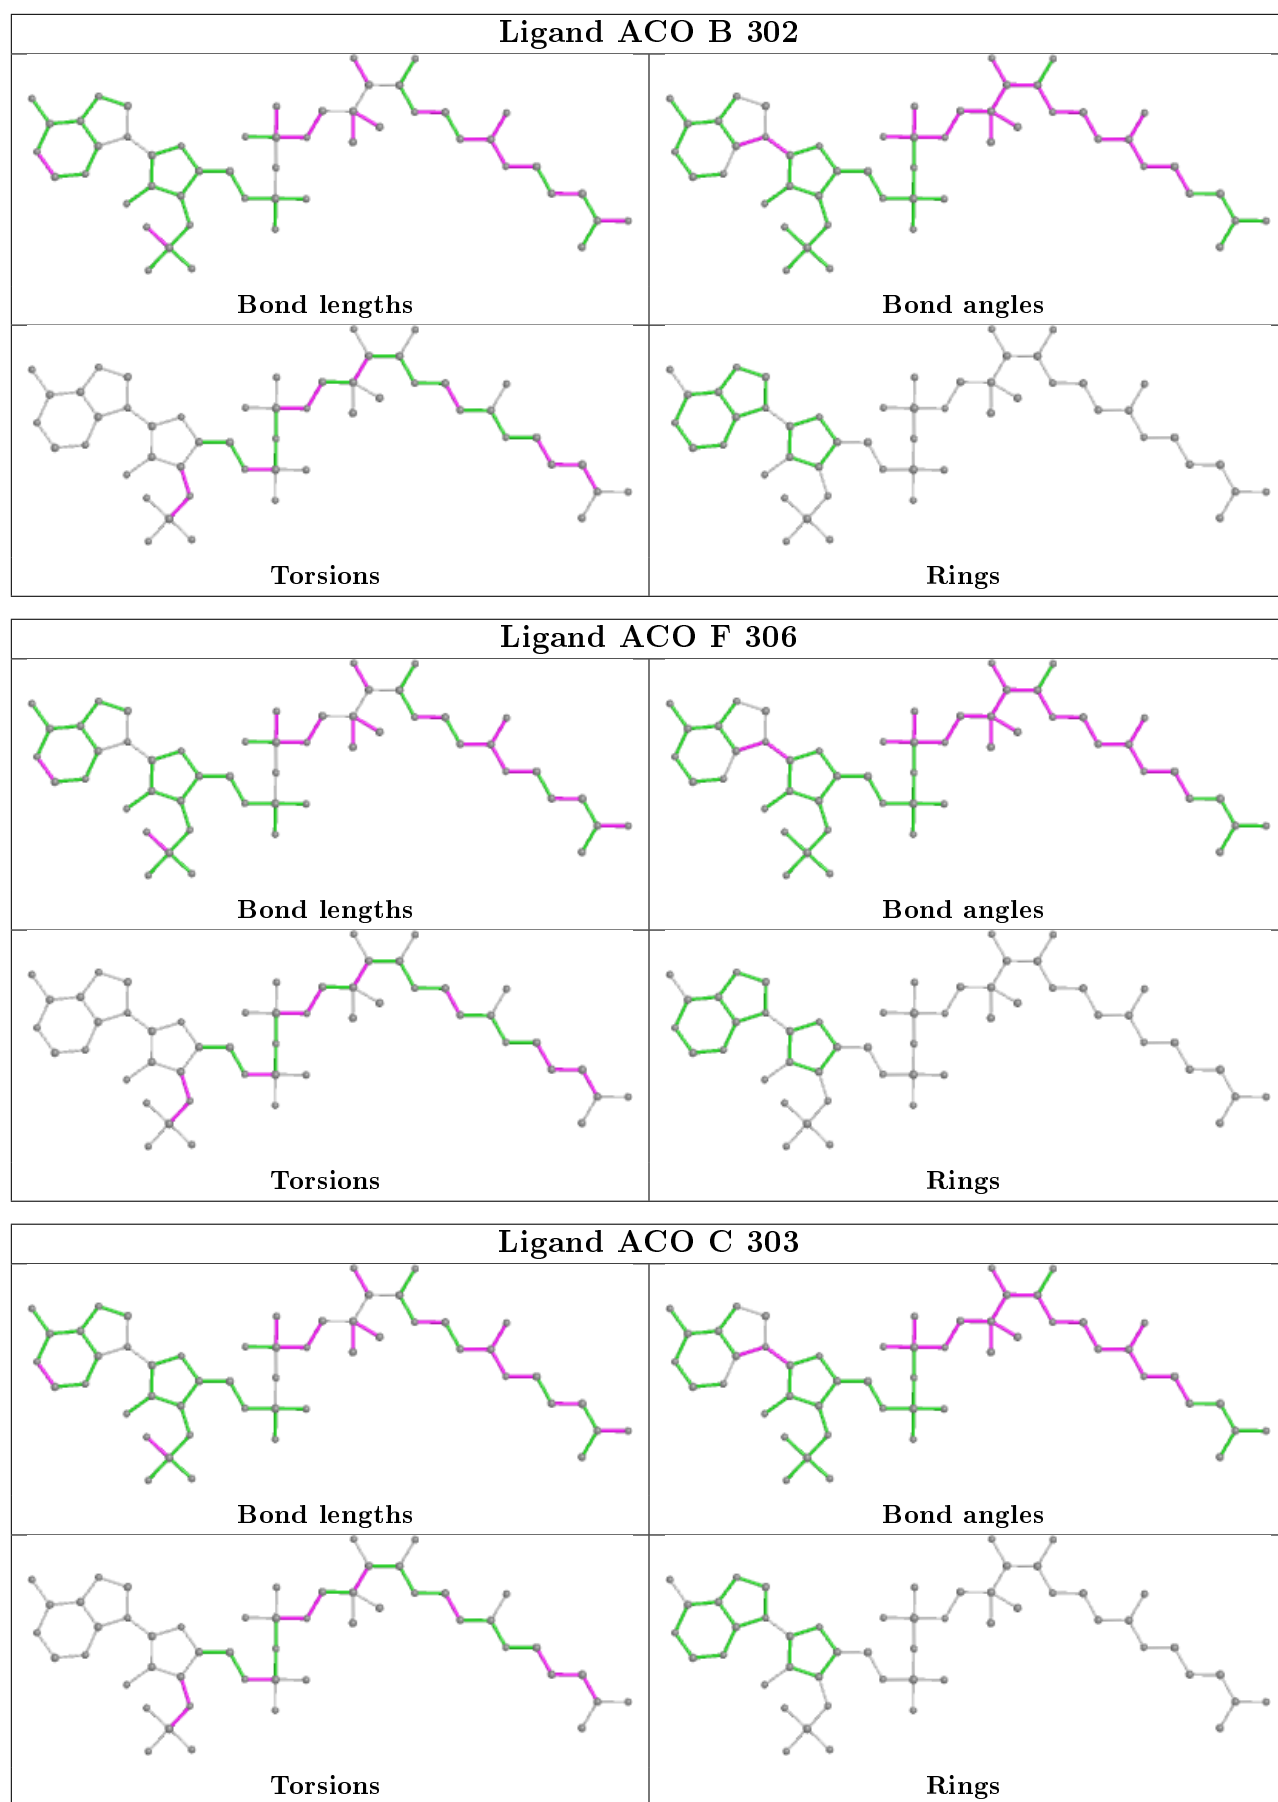 Ligand ACO B 302
Bond lengths
Bond angles
Torsions
Rings
Ligand ACO F 306
Bond lengths
Bond angles
Torsions
Rings
Ligand ACO C 303
Bond lengths
Bond angles
Torsions
Rings